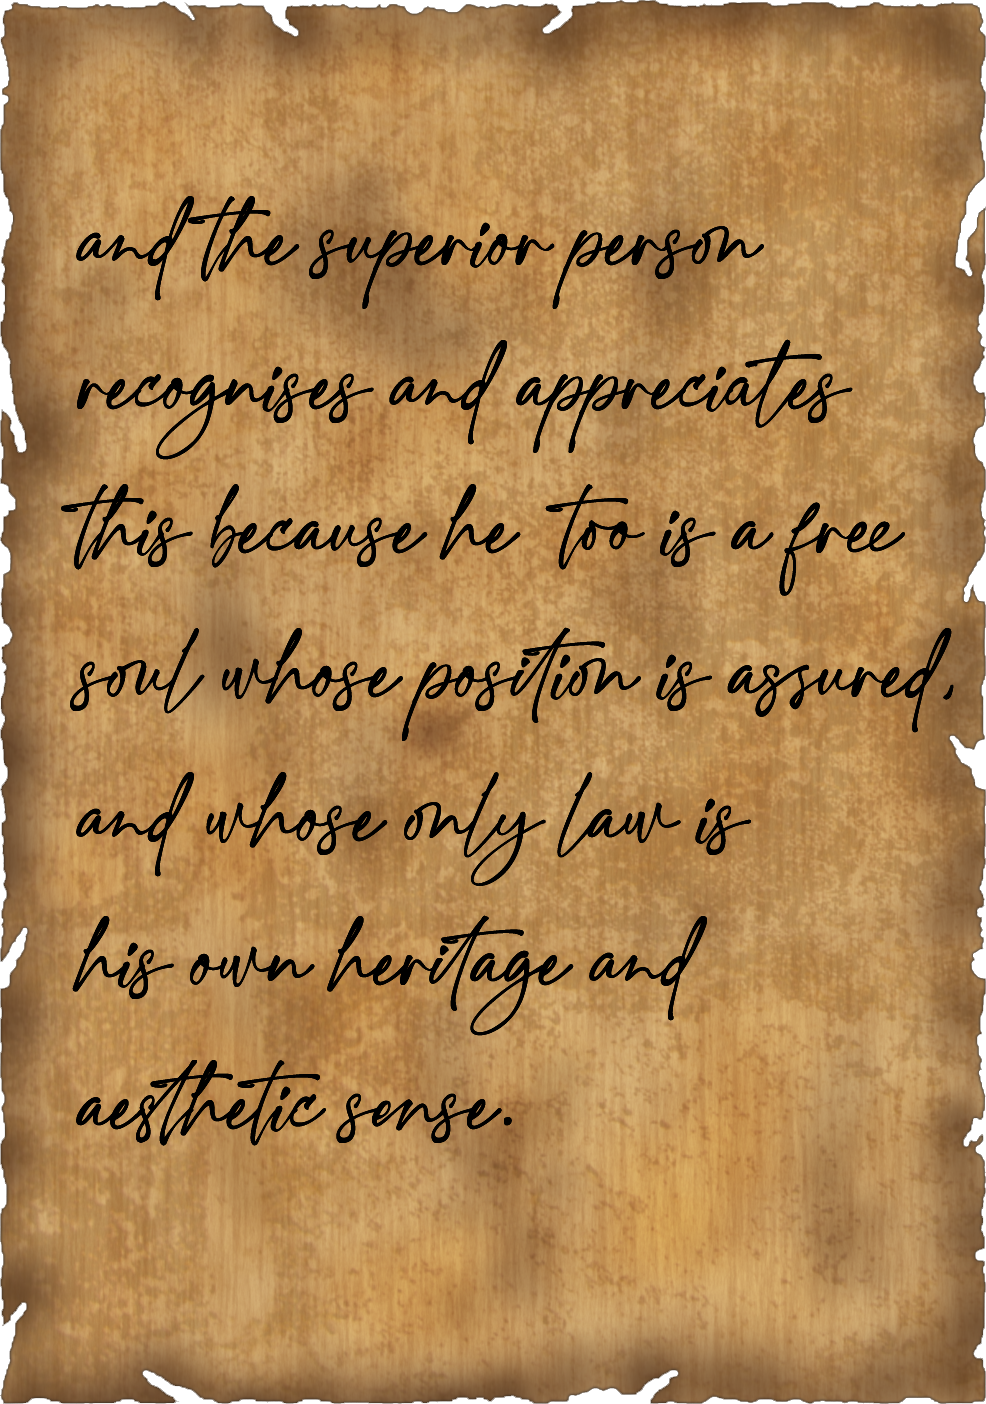 and the superior person
recognises and appreciates
this because he too is a free
soul whose position is assured,
and whose only law is
his own heritage and
aesthetic sense.